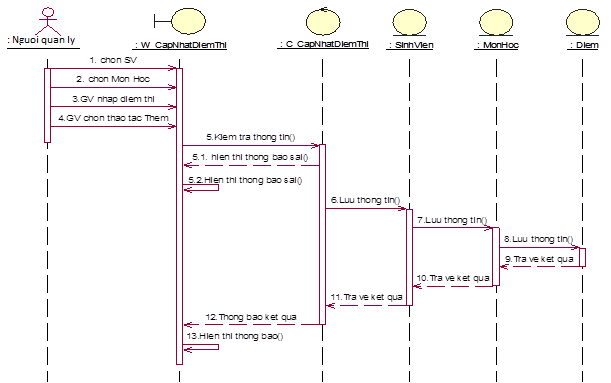 : Nguoi quan ly
: W_CapNhatDiemThi
: C_CapNhatDiemThi
: SinhVien
: MonHoc
: Diem
1. chon SV
2. chon Mon Hoc
3.GV nhap diem thi
4.GV chon thao tac Them
5.Kiem tra thong tin()
5.1. hien thi thong bao sai()
5.2.Hien thi thong bao sai()
6.Luu thong tin()
7.Luu thong tin()
8.Luu thong tin()
9.Tra ve ket qua
10.Tra ve ket qua
11.Tra ve ket qua
12.Thong bao ket qua
13.Hien thi thong bao()